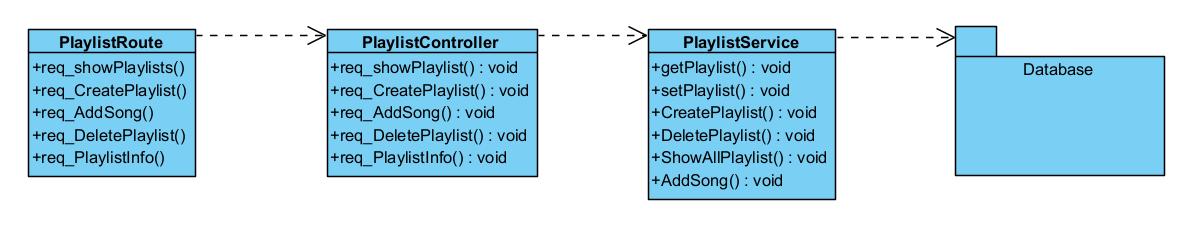 PlaylistRoute
+req_showPlaylists()
+req_CreatePlaylist()
+req_AddSong()
+req_DeletePlaylist()
+req_PlaylistInfo()
PlaylistController
+req_showPlaylist() : void
+req_CreatePlaylist() : void
+req_AddSong() : void
+req_DeletePlaylist() : void
+req_PlaylistInfo() : void
PlaylistService
+getPlaylist() : void
+setPlaylist() : void
+CreatePlaylist() : void
+DeletePlaylist() : void
+ShowAllPlaylist() : void
+AddSong() : void
Database